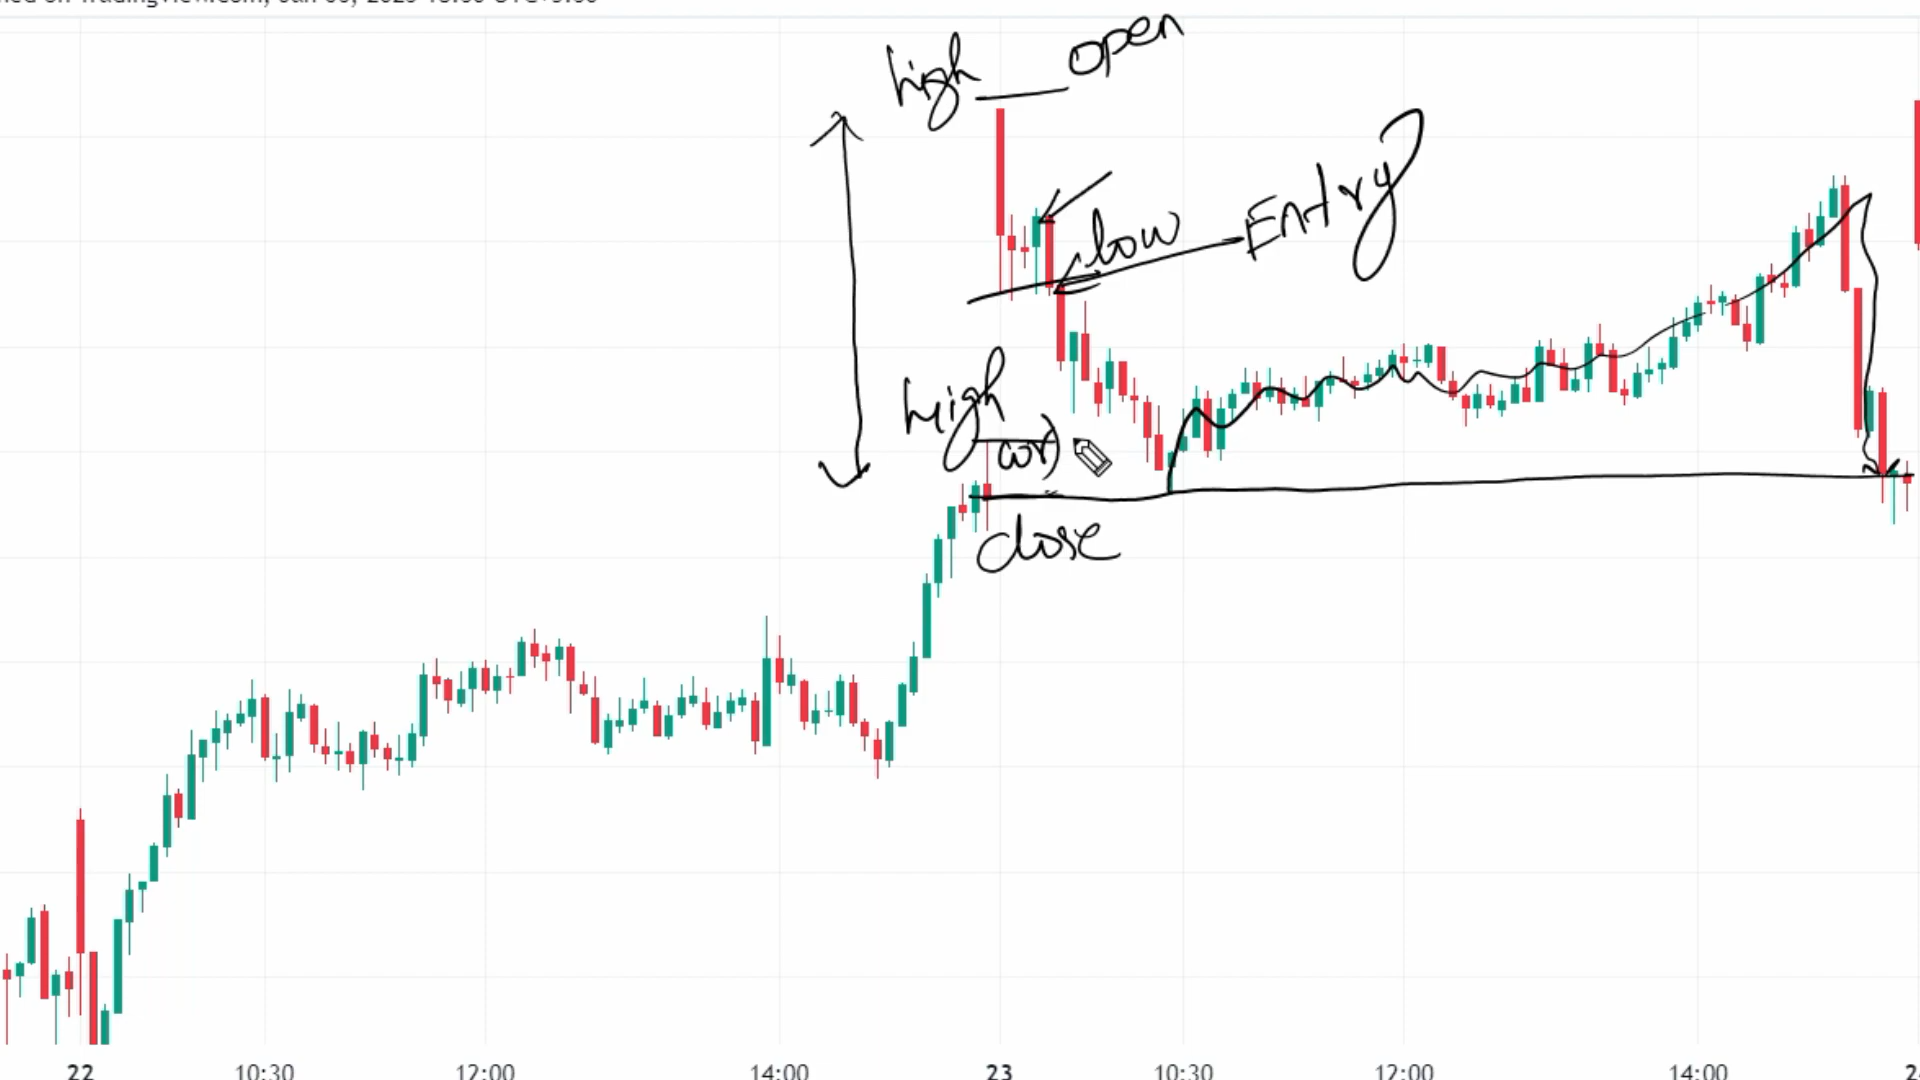 open
high
Entry
low
high
(or)
close
22 10:30 12:00 14:00 23 10:30 12:00 14:00